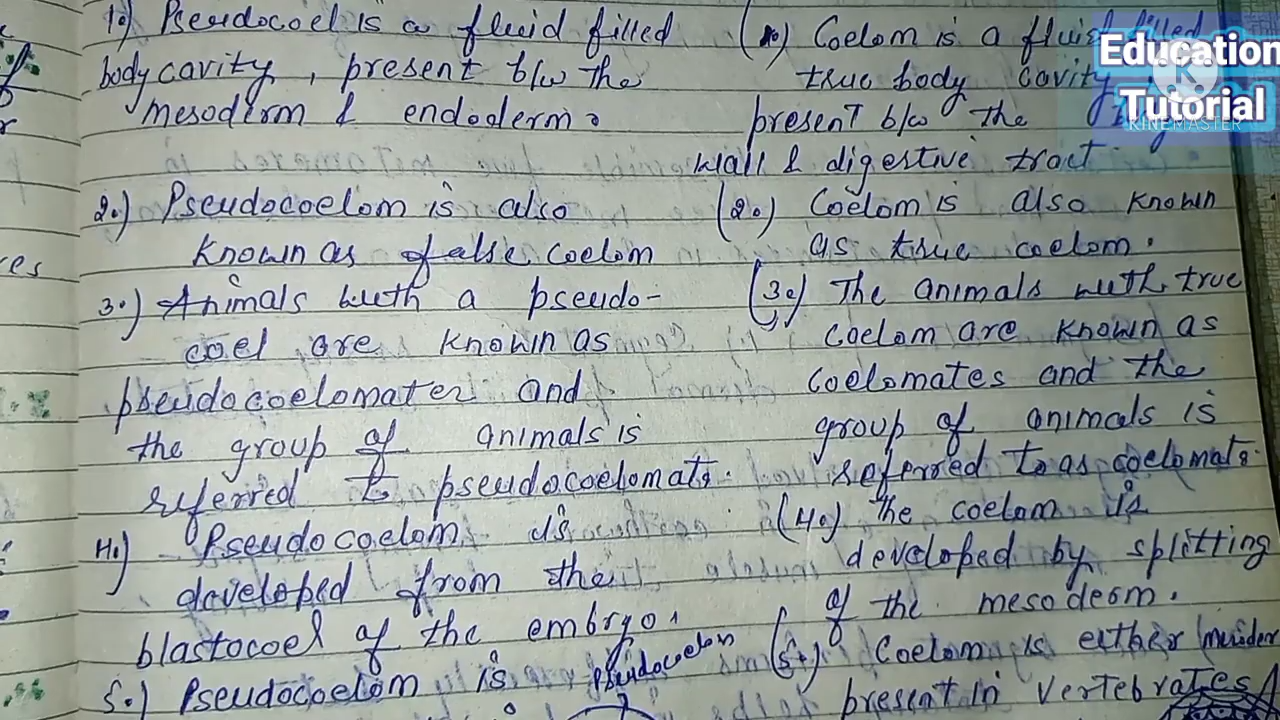 1.) Pseudocoel is a fluid filled
body cavity, present b/w the
mesoderm & endoderm.
2.) Pseudocoelom is also
known as false coelom
3.) Animals with a pseudo-
coel are known as
pseudocoelomates and
the group of animals is
referred to pseudocoelomats.
4.) Pseudocoelom is
developed from the
blastocoel of the embryo.
5.) Pseudocoelom is
pseudocoelom
(1.) Coelom is a fluid filled
true body cavity
present b/w the
wall & digestive tract.
(2.) Coelom is also known
as true coelom.
(3.) The animals with true
coelom are known as
coelomates and the
group of animals is
referred to as coelomats.
(4.) The coelom is
developed by splitting
of the mesoderm.
(5.) Coelom is either
present in vertebrates
es
Education
Tutorial
KINEMASTER